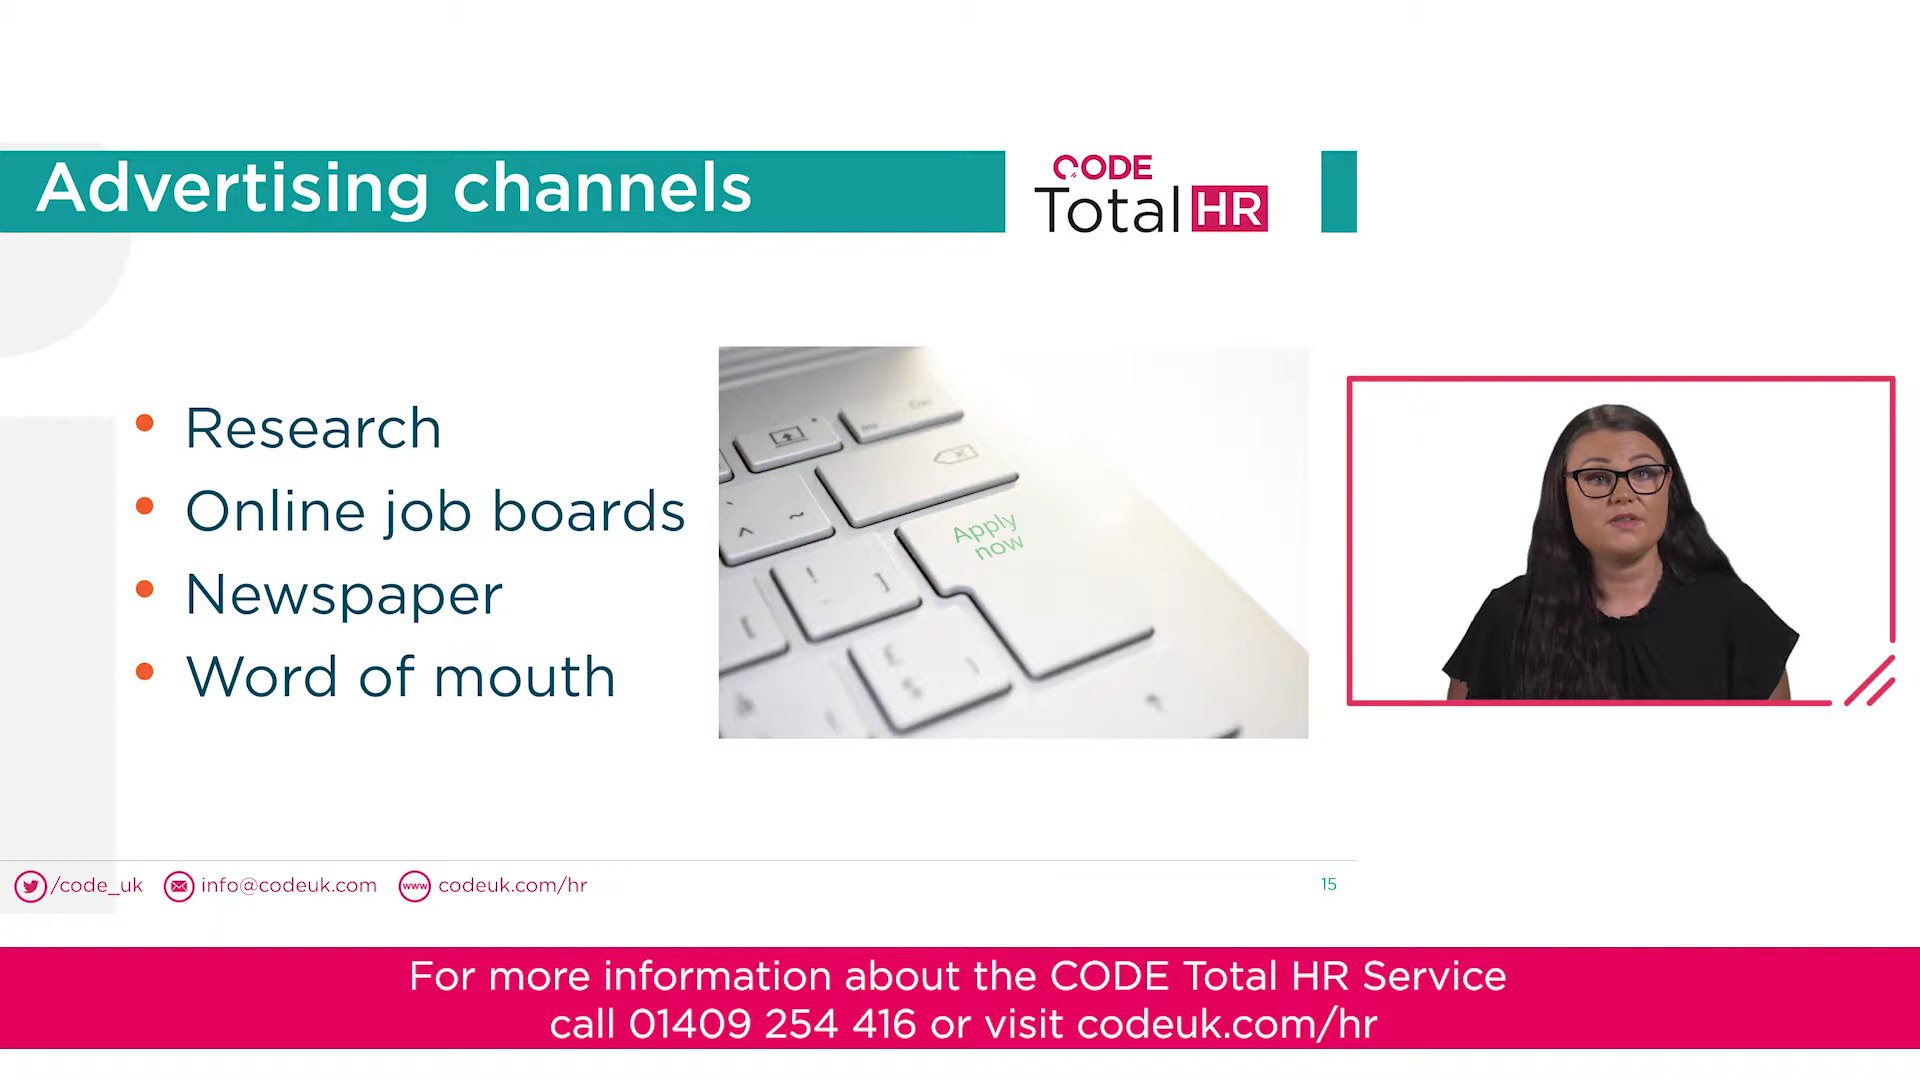 Advertising channels
CODE
Total HR
• Research
• Online job boards
• Newspaper
• Word of mouth
Apply
now
/code_uk
info@codeuk.com
www
codeuk.com/hr
15
For more information about the CODE Total HR Service
call 01409 254 416 or visit codeuk.com/hr